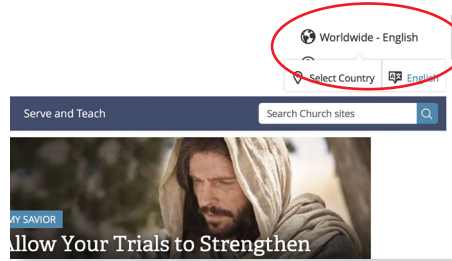 Worldwide - English
Select Country
English
Serve and Teach
Search Church sites
MY SAVIOR
Allow Your Trials to Strengthen